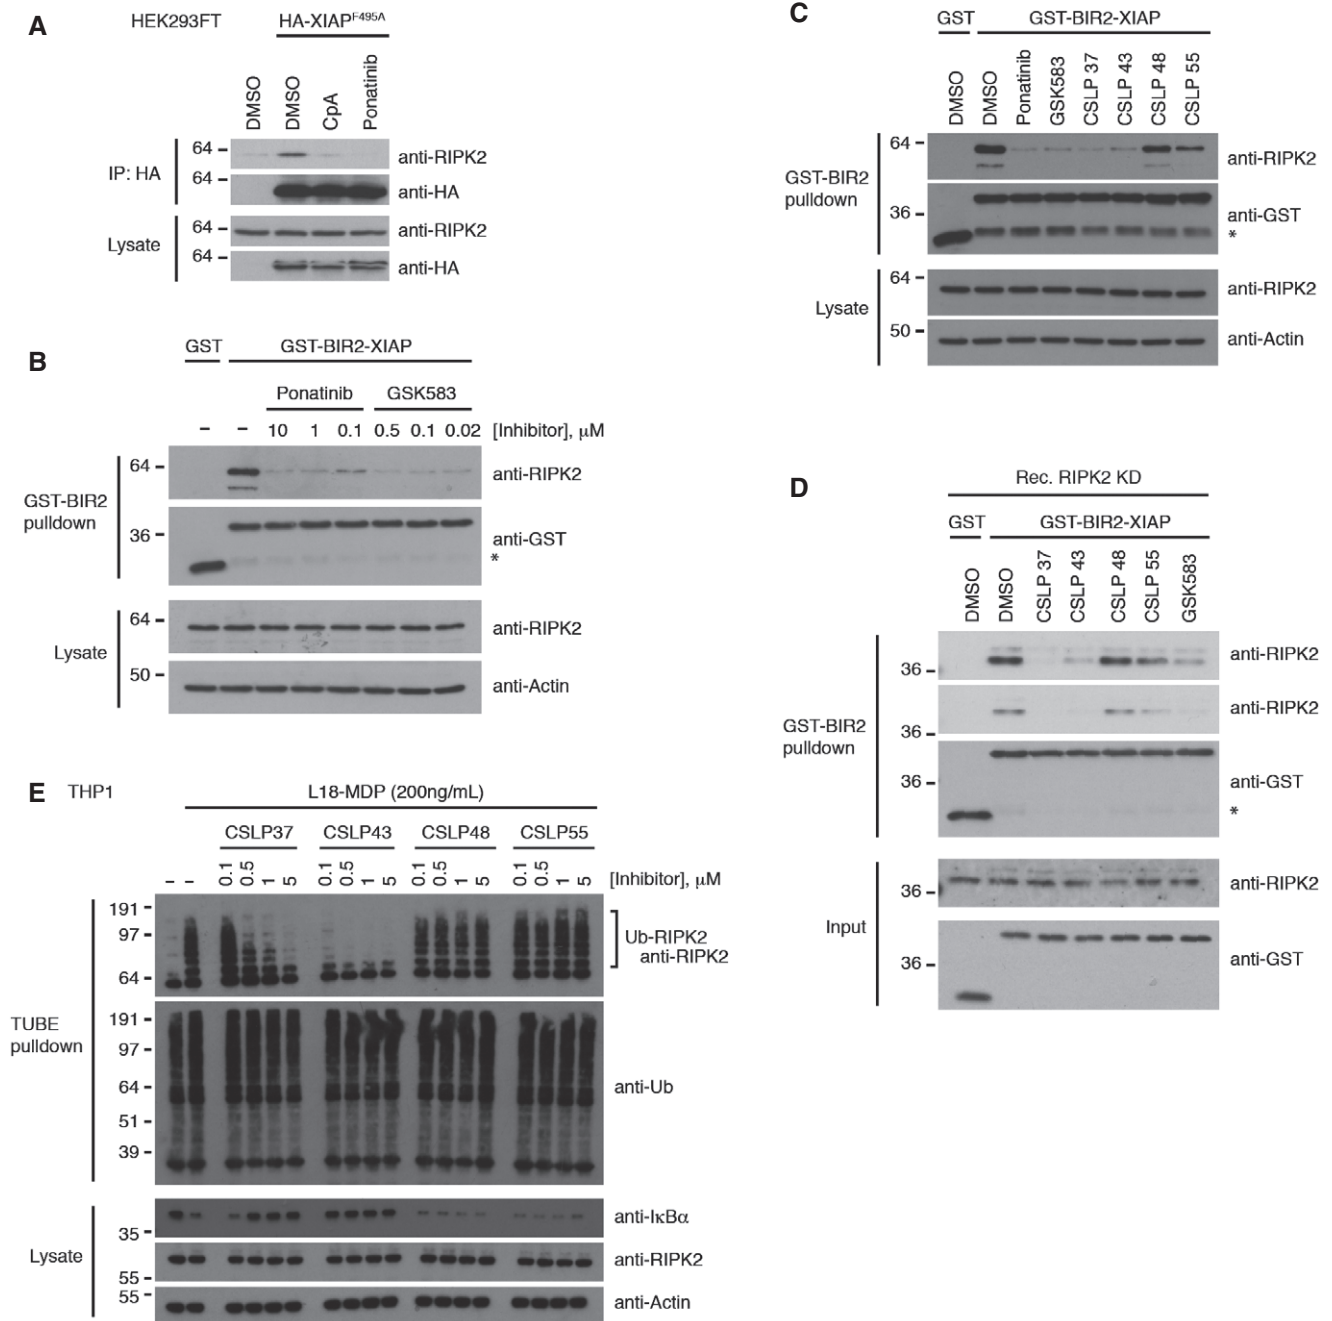 A
HEK293FT
HA-XIAPF495A
DMSO
DMSO
CpA
Ponatinib
IP: HA
64
anti-RIPK2
64
anti-HA
Lysate
64
anti-RIPK2
64
anti-HA
B
GST
GST-BIR2-XIAP
Ponatinib
GSK583
– – 10 1 0.1 0.5 0.1 0.02 [Inhibitor], μM
GST-BIR2
pulldown
64
anti-RIPK2
36
anti-GST
*
Lysate
64
anti-RIPK2
50
anti-Actin
C
GST
GST-BIR2-XIAP
DMSO
DMSO
Ponatinib
GSK583
CSLP 37
CSLP 43
CSLP 48
CSLP 55
GST-BIR2
pulldown
64
anti-RIPK2
36
anti-GST
*
Lysate
64
anti-RIPK2
50
anti-Actin
D
Rec. RIPK2 KD
GST
GST-BIR2-XIAP
DMSO
DMSO
CSLP 37
CSLP 43
CSLP 48
CSLP 55
GSK583
GST-BIR2
pulldown
36
anti-RIPK2
36
anti-RIPK2
36
anti-GST
*
Input
36
anti-RIPK2
36
anti-GST
E
THP1
L18-MDP (200ng/mL)
CSLP37
CSLP43
CSLP48
CSLP55
– – 0.1 0.5 1 5 0.1 0.5 1 5 0.1 0.5 1 5 0.1 0.5 1 5 [Inhibitor], μM
TUBE
pulldown
191
97
64
Ub-RIPK2
anti-RIPK2
191
97
64
51
39
anti-Ub
Lysate
35
anti-IκBα
55
anti-RIPK2
55
anti-Actin